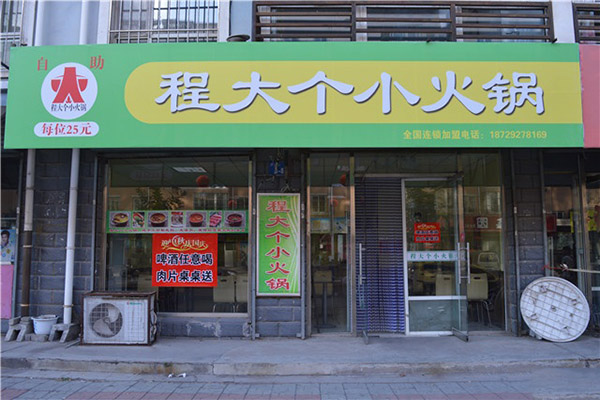 自助
程大个小火锅
每位25元
程大个小火锅
全国连锁加盟电话：18729278169
程大个小火锅
啤酒任意喝
肉片桌桌送
程大个小火锅